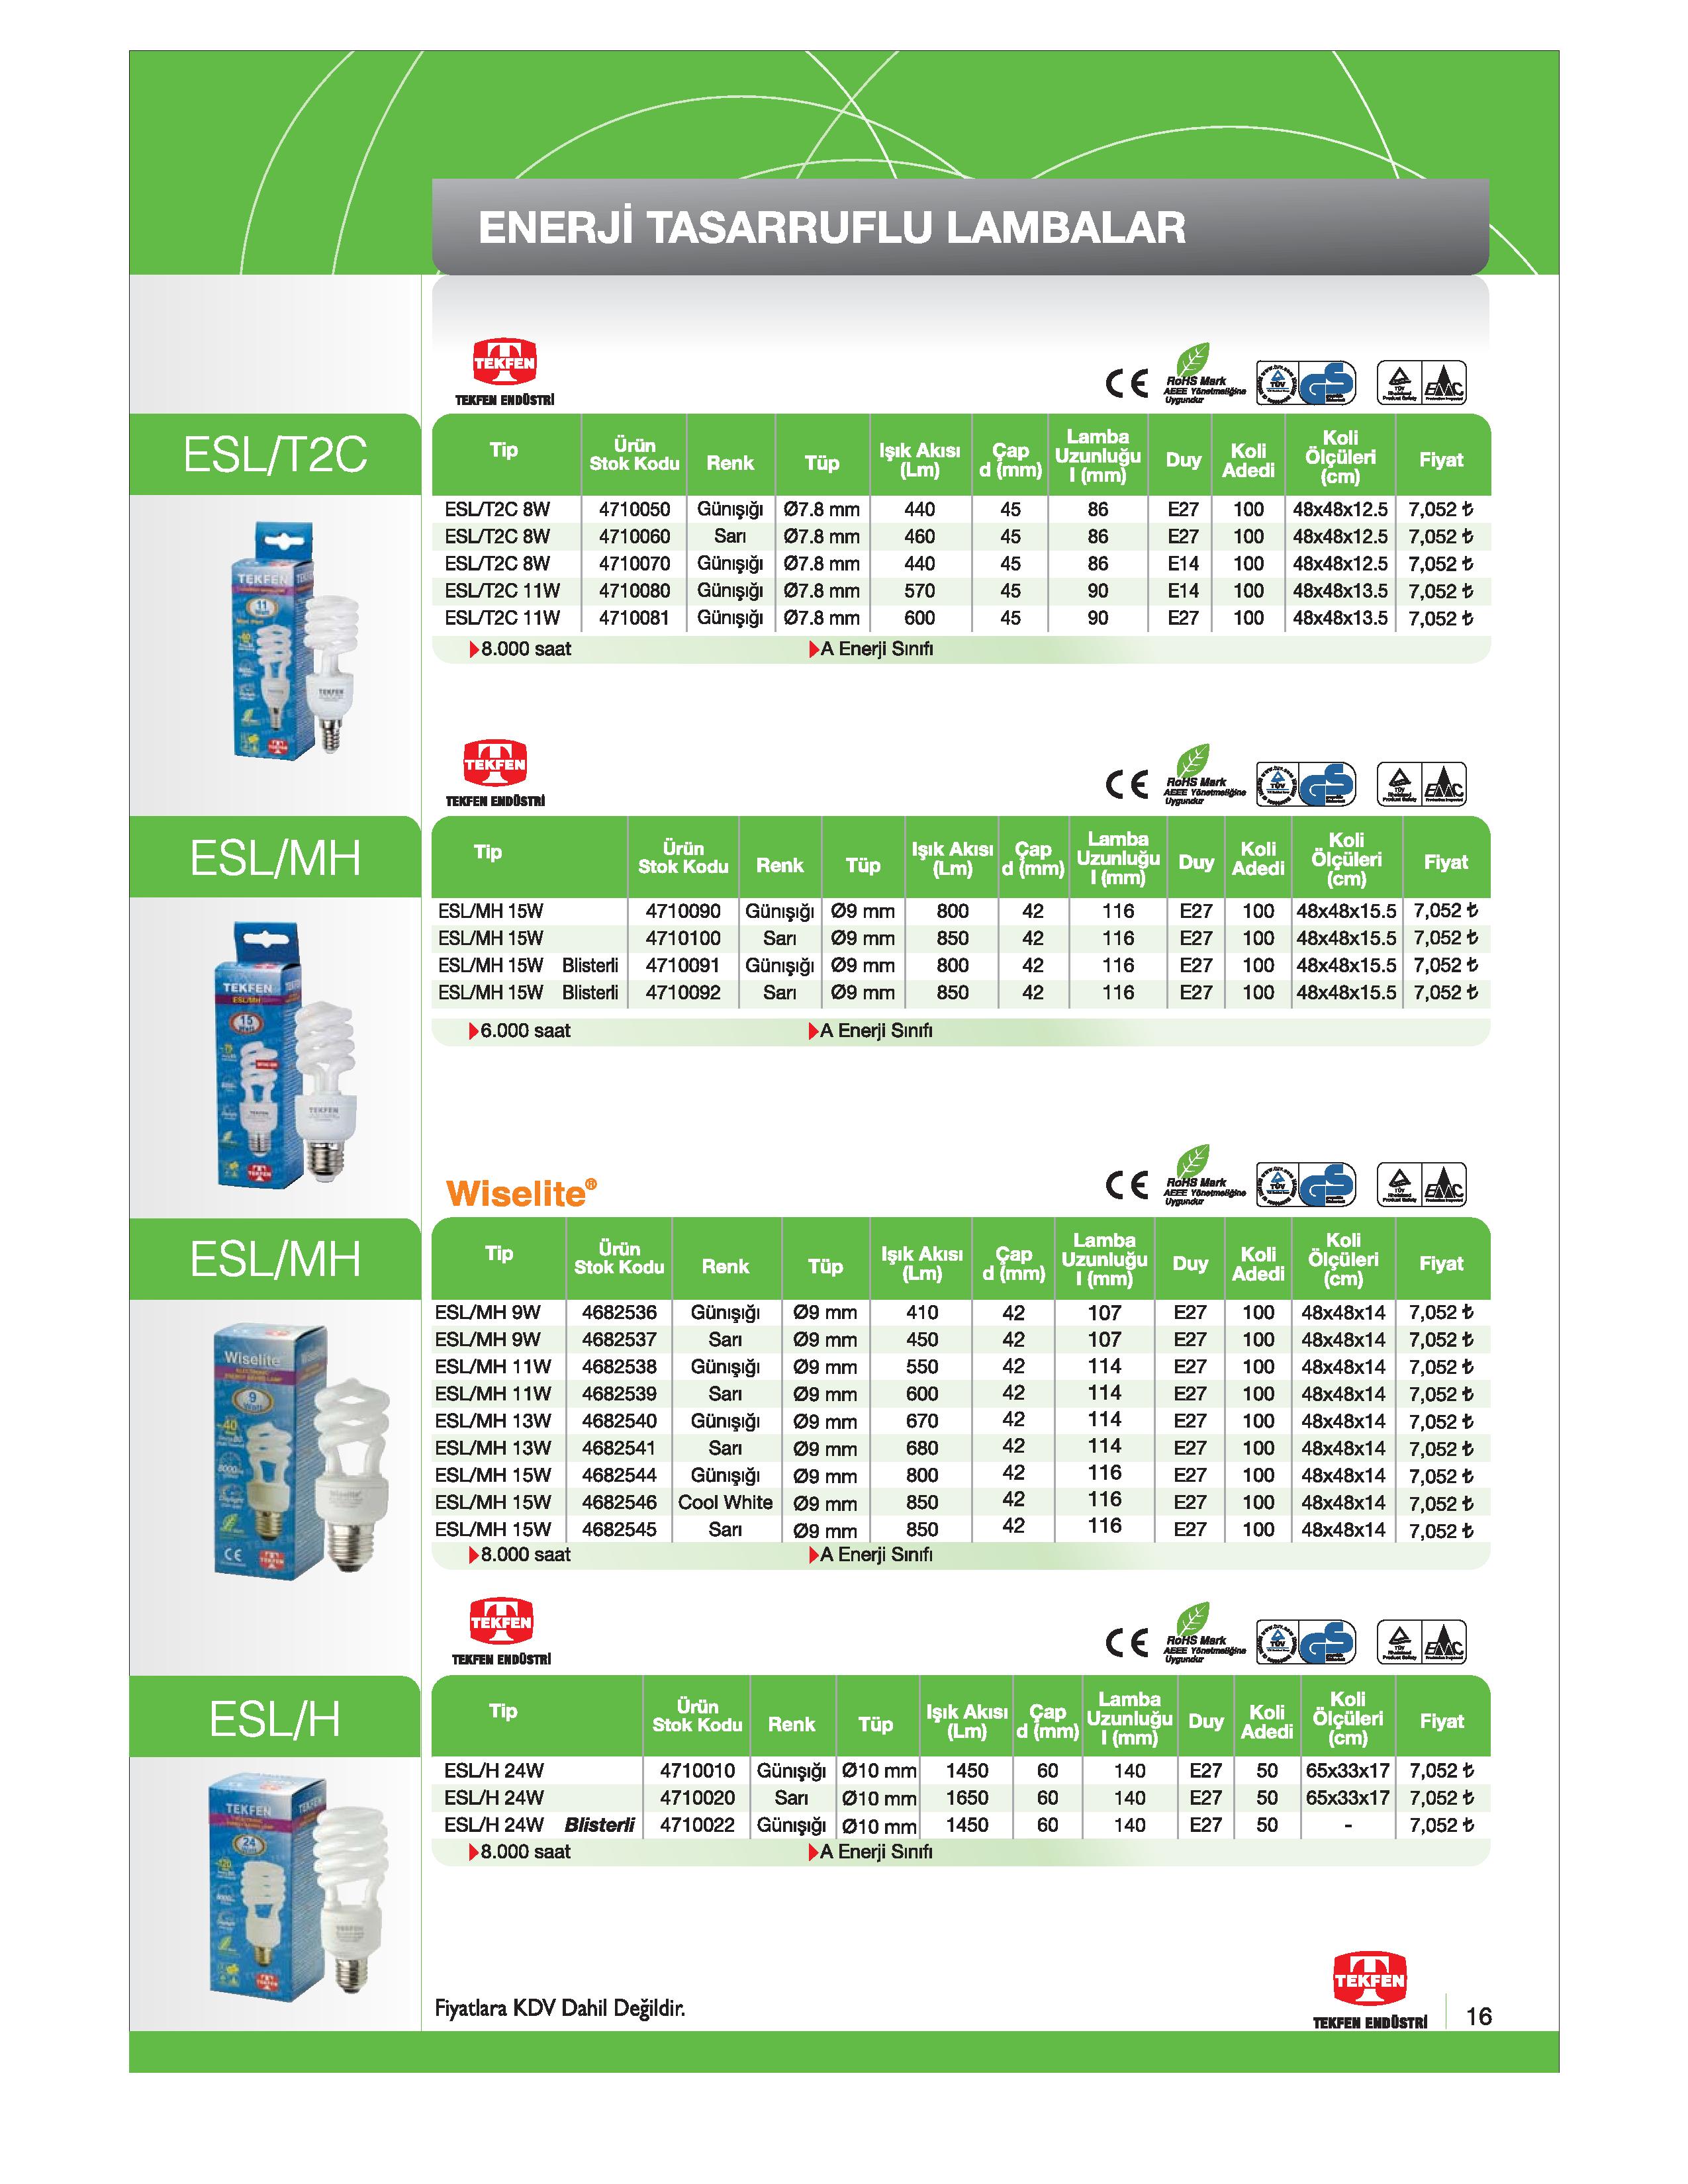 ENERJİ TASARRUFLU LAMBALAR
TEKFEN
TEKFEN ENDÜSTRİ
CE RoHS Mark
AEEE Yönetmeliğine
Uygundur
ESL/T2C
Tip Ürün Stok Kodu Renk Tüp Işık Akısı (Lm) Çap d (mm) Lamba Uzunluğu l (mm) Duy Koli Adedi Koli Ölçüleri (cm) Fiyat
ESL/T2C 8W 4710050 Günışığı Ø7.8 mm 440 45 86 E27 100 48x48x12.5 7,052 ₺
ESL/T2C 8W 4710060 Sarı Ø7.8 mm 460 45 86 E27 100 48x48x12.5 7,052 ₺
ESL/T2C 8W 4710070 Günışığı Ø7.8 mm 440 45 86 E14 100 48x48x12.5 7,052 ₺
ESL/T2C 11W 4710080 Günışığı Ø7.8 mm 570 45 90 E14 100 48x48x13.5 7,052 ₺
ESL/T2C 11W 4710081 Günışığı Ø7.8 mm 600 45 90 E27 100 48x48x13.5 7,052 ₺
8.000 saat A Enerji Sınıfı
TEKFEN
TEKFEN ENDÜSTRİ
CE RoHS Mark
AEEE Yönetmeliğine
Uygundur
ESL/MH
Tip Ürün Stok Kodu Renk Tüp Işık Akısı (Lm) Çap d (mm) Lamba Uzunluğu l (mm) Duy Koli Adedi Koli Ölçüleri (cm) Fiyat
ESL/MH 15W 4710090 Günışığı Ø9 mm 800 42 116 E27 100 48x48x15.5 7,052 ₺
ESL/MH 15W 4710100 Sarı Ø9 mm 850 42 116 E27 100 48x48x15.5 7,052 ₺
ESL/MH 15W Blisterli 4710091 Günışığı Ø9 mm 800 42 116 E27 100 48x48x15.5 7,052 ₺
ESL/MH 15W Blisterli 4710092 Sarı Ø9 mm 850 42 116 E27 100 48x48x15.5 7,052 ₺
6.000 saat A Enerji Sınıfı
Wiselite®
CE RoHS Mark
AEEE Yönetmeliğine
Uygundur
ESL/MH
Tip Ürün Stok Kodu Renk Tüp Işık Akısı (Lm) Çap d (mm) Lamba Uzunluğu l (mm) Duy Koli Adedi Koli Ölçüleri (cm) Fiyat
ESL/MH 9W 4682536 Günışığı Ø9 mm 410 42 107 E27 100 48x48x14 7,052 ₺
ESL/MH 9W 4682537 Sarı Ø9 mm 450 42 107 E27 100 48x48x14 7,052 ₺
ESL/MH 11W 4682538 Günışığı Ø9 mm 550 42 114 E27 100 48x48x14 7,052 ₺
ESL/MH 11W 4682539 Sarı Ø9 mm 600 42 114 E27 100 48x48x14 7,052 ₺
ESL/MH 13W 4682540 Günışığı Ø9 mm 670 42 114 E27 100 48x48x14 7,052 ₺
ESL/MH 13W 4682541 Sarı Ø9 mm 680 42 114 E27 100 48x48x14 7,052 ₺
ESL/MH 15W 4682544 Günışığı Ø9 mm 800 42 116 E27 100 48x48x14 7,052 ₺
ESL/MH 15W 4682546 Cool White Ø9 mm 850 42 116 E27 100 48x48x14 7,052 ₺
ESL/MH 15W 4682545 Sarı Ø9 mm 850 42 116 E27 100 48x48x14 7,052 ₺
8.000 saat A Enerji Sınıfı
TEKFEN
TEKFEN ENDÜSTRİ
CE RoHS Mark
AEEE Yönetmeliğine
Uygundur
ESL/H
Tip Ürün Stok Kodu Renk Tüp Işık Akısı (Lm) Çap d (mm) Lamba Uzunluğu l (mm) Duy Koli Adedi Koli Ölçüleri (cm) Fiyat
ESL/H 24W 4710010 Günışığı Ø10 mm 1450 60 140 E27 50 65x33x17 7,052 ₺
ESL/H 24W 4710020 Sarı Ø10 mm 1650 60 140 E27 50 65x33x17 7,052 ₺
ESL/H 24W Blisterli 4710022 Günışığı Ø10 mm 1450 60 140 E27 50 - 7,052 ₺
8.000 saat A Enerji Sınıfı
Fiyatlara KDV Dahil Değildir.
TEKFEN
TEKFEN ENDÜSTRİ
16